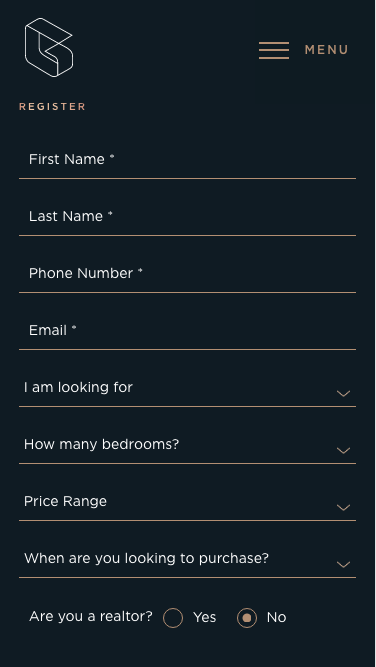 MENU
REGISTER
First Name *
Last Name *
Phone Number *
Email *
I am looking for
How many bedrooms?
Price Range
When are you looking to purchase?
Are you a realtor? Yes No